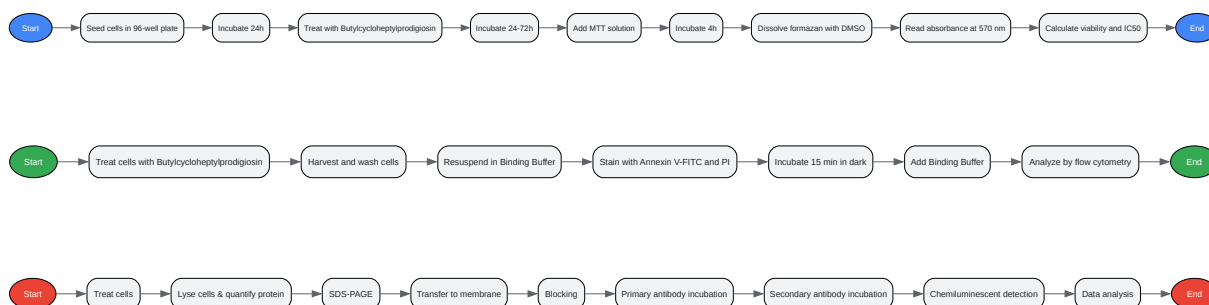 Start
Seed cells in 96-well plate
Incubate 24h
Treat with Butylcycloheptylprodigiosin
Incubate 24-72h
Add MTT solution
Incubate 4h
Dissolve formazan with DMSO
Read absorbance at 570 nm
Calculate viability and IC50
End
Start
Treat cells with Butylcycloheptylprodigiosin
Harvest and wash cells
Resuspend in Binding Buffer
Stain with Annexin V-FITC and PI
Incubate 15 min in dark
Add Binding Buffer
Analyze by flow cytometry
End
Start
Treat cells
Lyse cells & quantify protein
SDS-PAGE
Transfer to membrane
Blocking
Primary antibody incubation
Secondary antibody incubation
Chemiluminescent detection
Data analysis
End